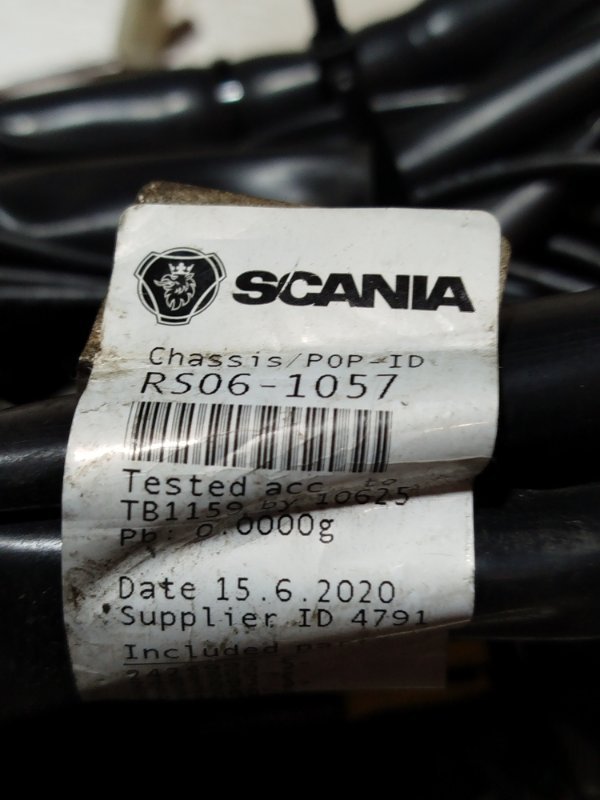 SCANIA
Chassis/POP-ID
RS06-1057
Tested acc to
TB1159 by 10625
Pb: 0.0000g
Date 15.6.2020
Supplier ID 4791
Included